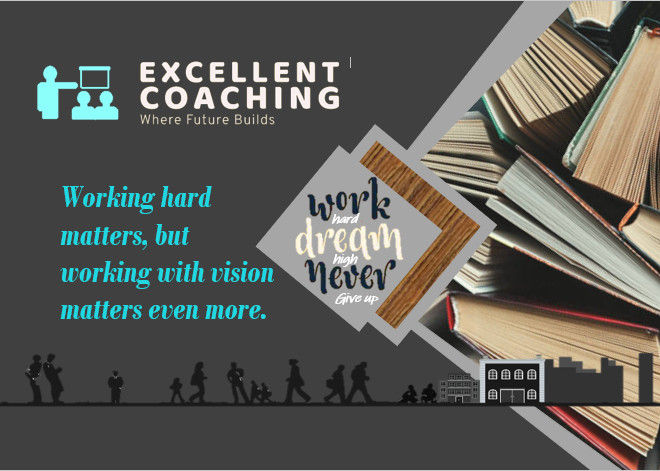 EXCELLENT
COACHING
Where Future Builds
Working hard
matters, but
working with vision
matters even more.
work
hard
dream
high
never
Give up